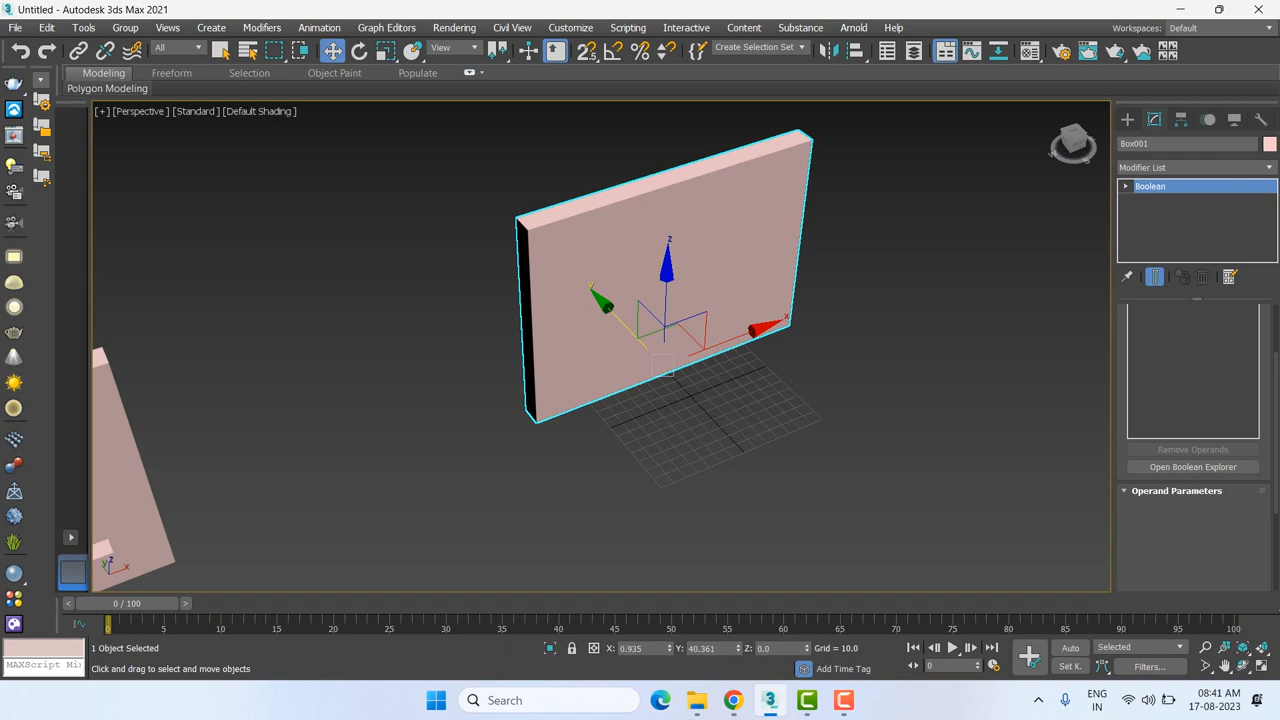 Untitled - Autodesk 3ds Max 2021
File Edit Tools Group Views Create Modifiers Animation Graph Editors Rendering Civil View Customize Scripting Interactive Content Substance Arnold Help Workspaces: Default
All View Create Selection Set
Modeling Freeform Selection Object Paint Populate
Polygon Modeling
[+] [Perspective ] [Standard ] [Default Shading ]
Box001
Modifier List
Boolean
z
y
x
Remove Operands
Open Boolean Explorer
Operand Parameters
z
y x
0 / 100
0 5 10 15 20 25 30 35 40 45 50 55 60 65 70 75 80 85 90 95 100
1 Object Selected X: 0.935 Y: 40.361 Z: 0.0 Grid = 10.0 Auto Selected
MAXScript Mi Click and drag to select and move objects Add Time Tag 0 Set K. Filters...
Search
3
MAX
ENG
IN
08:41 AM
17-08-2023